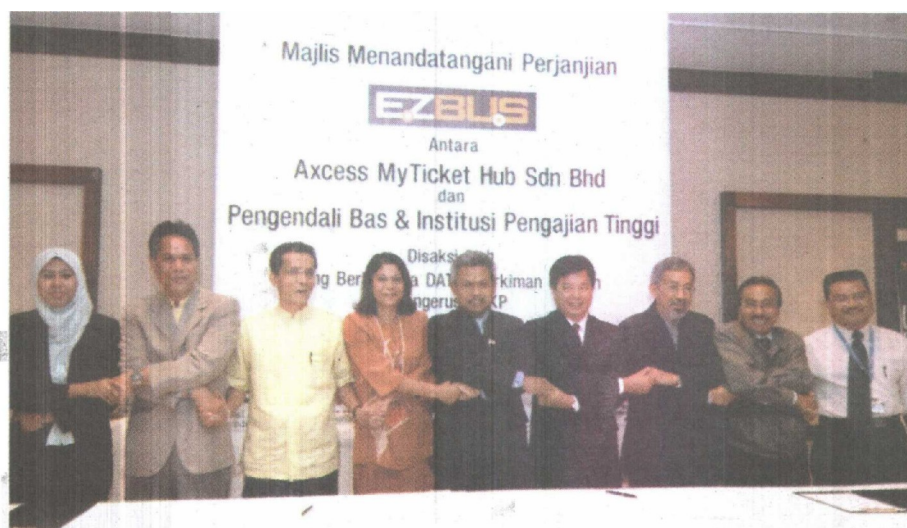 Majlis Menandatangani Perjanjian
EZBUS
Antara
Axcess MyTicket Hub Sdn Bhd
dan
Pengendali Bas & Institusi Pengajian Tinggi